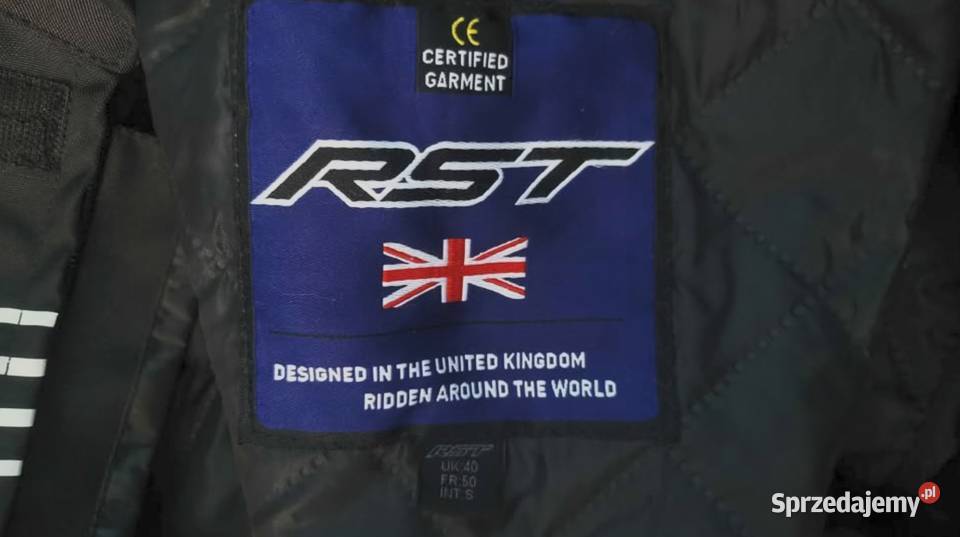 CE
CERTIFIED
GARMENT
RST
DESIGNED IN THE UNITED KINGDOM
RIDDEN AROUND THE WORLD
RST
UK:40
FR:50
INT:S
Sprzedajemy.pl